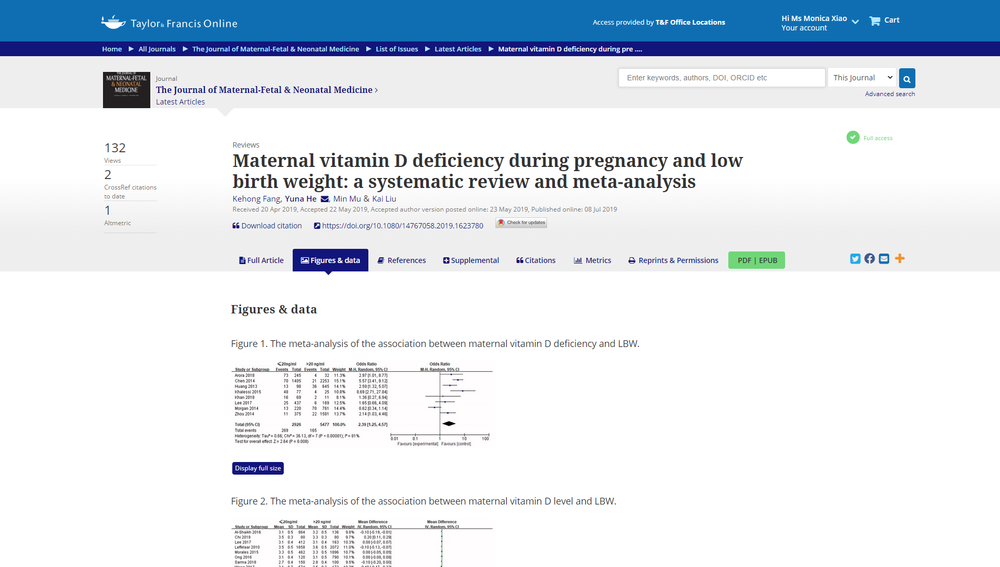 Taylor & Francis Online
Access provided by T&F Office Locations
Hi Ms Monica Xiao
Your account
Cart
Home ▶ All Journals ▶ The Journal of Maternal-Fetal & Neonatal Medicine ▶ List of Issues ▶ Latest Articles ▶ Maternal vitamin D deficiency during pre ....
MATERNAL-FETAL
& NEONATAL
MEDICINE
Journal
The Journal of Maternal-Fetal & Neonatal Medicine ›
Latest Articles
Enter keywords, authors, DOI, ORCID etc
This Journal
Advanced search
132
Views
2
CrossRef citations
to date
1
Altmetric
Full access
Reviews
Maternal vitamin D deficiency during pregnancy and low
birth weight: a systematic review and meta-analysis
Kehong Fang, Yuna He, Min Mu & Kai Liu
Received 20 Apr 2019, Accepted 22 May 2019, Accepted author version posted online: 23 May 2019, Published online: 08 Jul 2019
Download citation https://doi.org/10.1080/14767058.2019.1623780 Check for updates
Full Article Figures & data References Supplemental Citations Metrics Reprints & Permissions PDF | EPUB
Figures & data
Figure 1. The meta-analysis of the association between maternal vitamin D deficiency and LBW.
⩽20ng/ml >20 ng/ml Odds Ratio Odds Ratio
Study or Subgroup Events Total Events Total Weight M-H, Random, 95% CI M-H, Random, 95% CI
Arora 2018 73 245 4 32 11.3% 2.97 [1.01, 8.77]
Chen 2014 70 1405 21 2253 15.1% 5.57 [3.41, 9.12]
Huang 2013 13 98 36 645 14.1% 2.59 [1.32, 5.07]
Khalessi 2015 48 77 4 25 10.8% 8.69 [2.71, 27.84]
Khan 2018 16 69 2 11 8.1% 1.36 [0.27, 6.94]
Lee 2017 25 437 6 169 12.5% 1.65 [0.66, 4.09]
Morgan 2014 13 220 70 761 14.4% 0.62 [0.34, 1.14]
Zhou 2014 11 375 22 1581 13.7% 2.14 [1.03, 4.46]
Total (95% CI) 2926 5477 100.0% 2.39 [1.25, 4.57]
Total events 269 165
Heterogeneity: Tau² = 0.66; Chi² = 36.13, df = 7 (P < 0.00001); I² = 81%
Test for overall effect: Z = 2.64 (P = 0.008)
0.01 0.1 1 10 100
Favours [experimental] Favours [control]
Display full size
Figure 2. The meta-analysis of the association between maternal vitamin D level and LBW.
⩽20ng/ml >20 ng/ml Mean Difference Mean Difference
Study or Subgroup Mean SD Total Mean SD Total Weight IV, Random, 95% CI IV, Random, 95% CI
Al-Shaikh 2016 3.1 0.5 864 3.2 0.5 136 9.8% -0.10 [-0.19, -0.01]
Chi 2018 3.5 0.3 80 3.3 0.3 80 9.7% 0.20 [0.11, 0.29]
Lee 2017 3.1 0.4 412 3.1 0.4 163 10.3% 0.00 [-0.07, 0.07]
Leffelaar 2010 3.5 0.5 1658 3.6 0.5 2072 11.0% -0.10 [-0.13, -0.07]
Morales 2015 3.3 0.5 462 3.3 0.5 1896 10.7% 0.00 [-0.05, 0.05]
Ong 2016 3.1 0.4 120 3.1 0.5 790 10.1% 0.00 [-0.08, 0.08]
Sarma 2018 2.7 0.4 150 2.8 0.4 100 9.5% -0.10 [-0.20, 0.00]